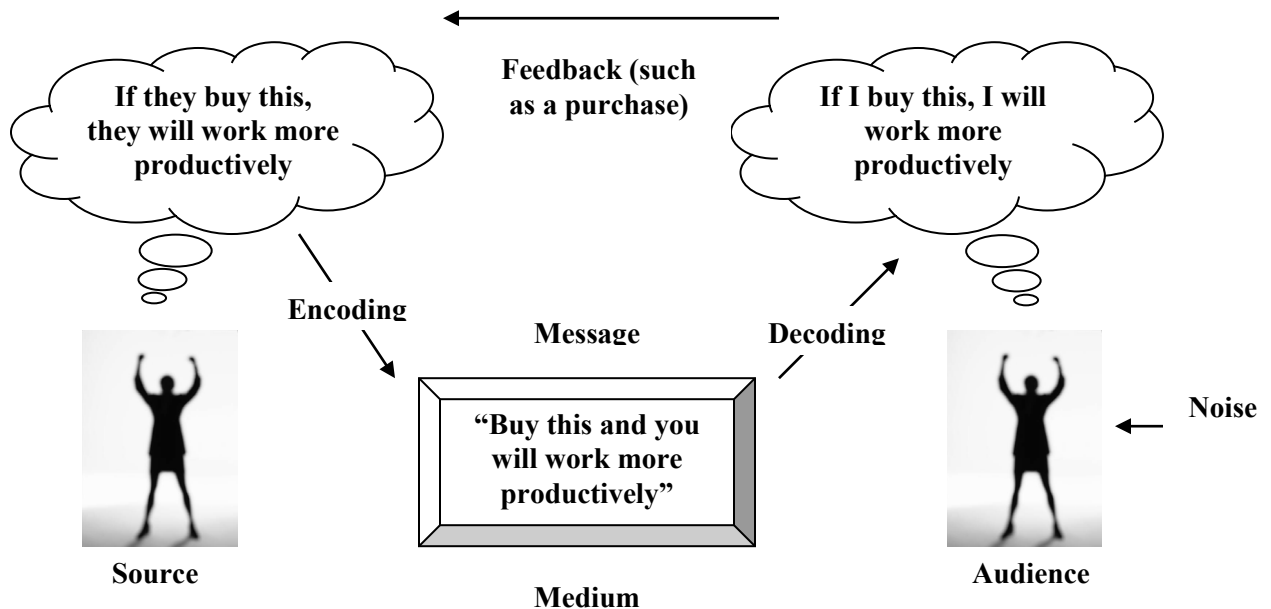 Feedback (such
as a purchase)
If they buy this,
they will work more
productively
If I buy this, I will
work more
productively
Encoding
Message
Decoding
“Buy this and you
will work more
productively”
Noise
Source
Audience
Medium